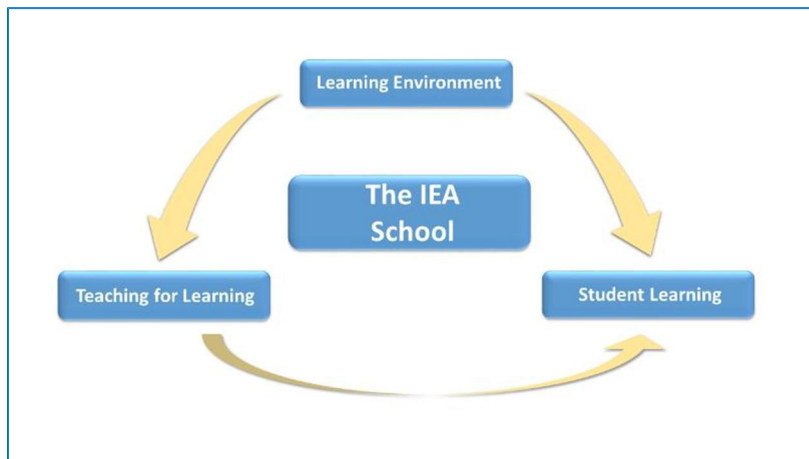 Learning Environment
The IEA
School
Teaching for Learning
Student Learning